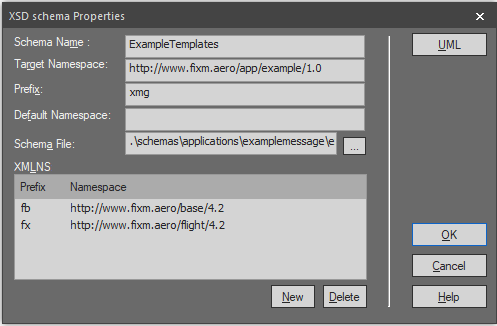 XSD schema Properties
Schema Name : ExampleTemplates
UML
Target Namespace: http://www.fixm.aero/app/example/1.0
Prefix: xmg
Default Namespace:
Schema File: .\schemas\applications\examplemessage\e ...
XMLNS
Prefix Namespace
fb http://www.fixm.aero/base/4.2
fx http://www.fixm.aero/flight/4.2
OK
Cancel
New Delete Help